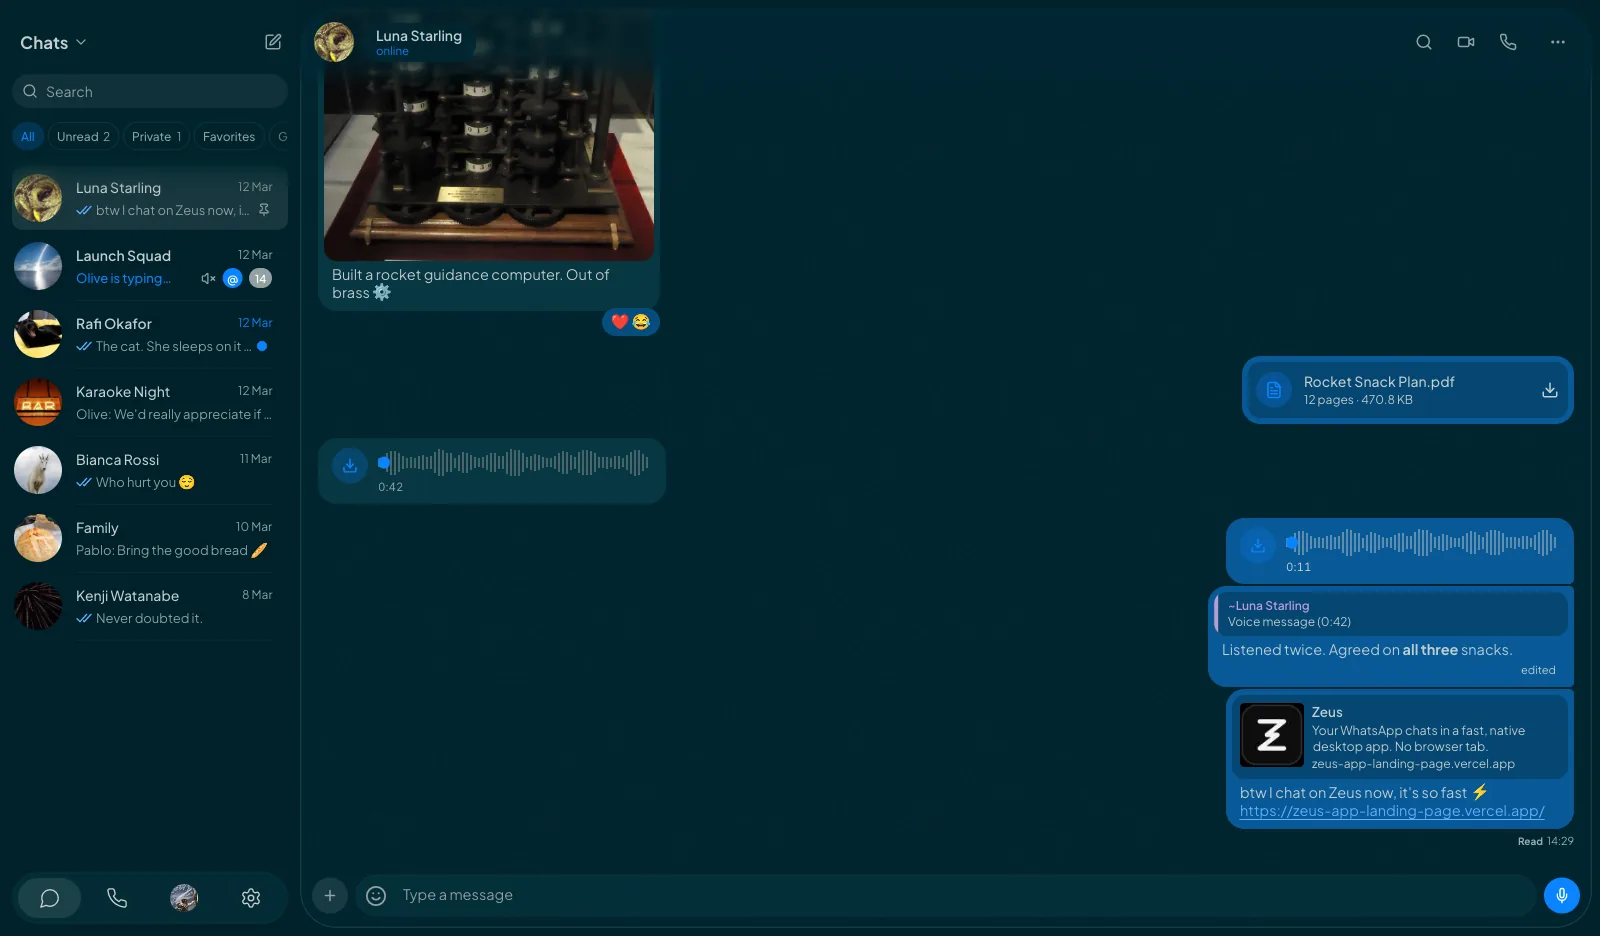 Chats
Search
All
Unread 2
Private 1
Favorites
G
Luna Starling
12 Mar
btw I chat on Zeus now, i...
Launch Squad
12 Mar
Olive is typing...
@
14
Rafi Okafor
12 Mar
The cat. She sleeps on it ...
Karaoke Night
12 Mar
Olive: We'd really appreciate if ...
Bianca Rossi
11 Mar
Who hurt you 😌
Family
10 Mar
Pablo: Bring the good bread 🥖
Kenji Watanabe
8 Mar
Never doubted it.
Luna Starling
online
Built a rocket guidance computer. Out of
brass ⚙️
❤️ 😂
Rocket Snack Plan.pdf
12 pages · 470.8 KB
0:42
0:11
~Luna Starling
Voice message (0:42)
Listened twice. Agreed on all three snacks.
edited
Zeus
Your WhatsApp chats in a fast, native
desktop app. No browser tab.
zeus-app-landing-page.vercel.app
btw I chat on Zeus now, it's so fast ⚡
https://zeus-app-landing-page.vercel.app/
Read 14:29
Type a message